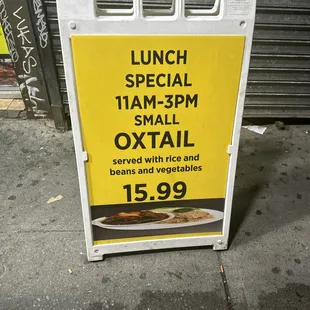 LUNCH
SPECIAL
11AM-3PM
SMALL
OXTAIL
served with rice and
beans and vegetables
15.99